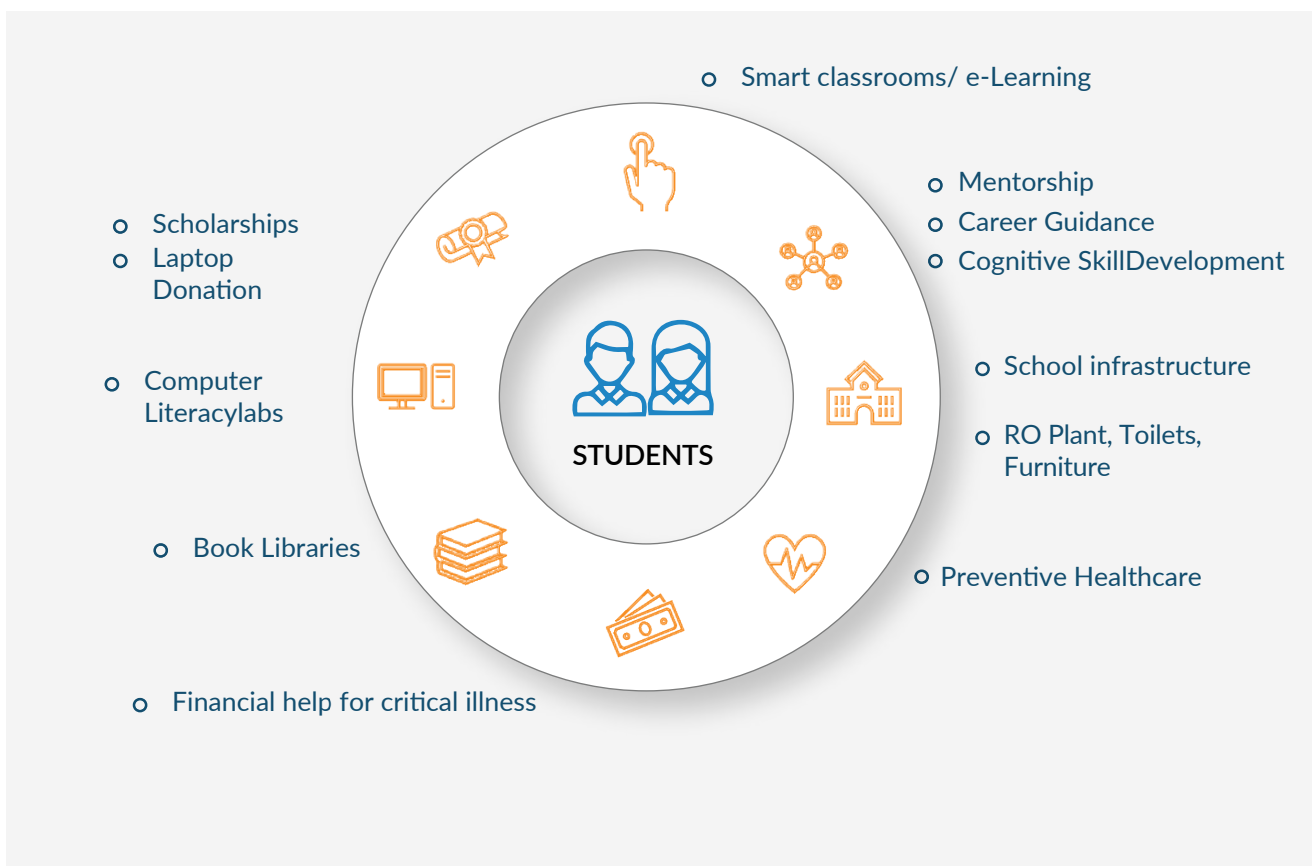 Smart classrooms/ e-Learning
Mentorship
Career Guidance
Cognitive SkillDevelopment
School infrastructure
RO Plant, Toilets,
Furniture
Preventive Healthcare
Financial help for critical illness
Book Libraries
Computer
Literacylabs
Scholarships
Laptop
Donation
STUDENTS